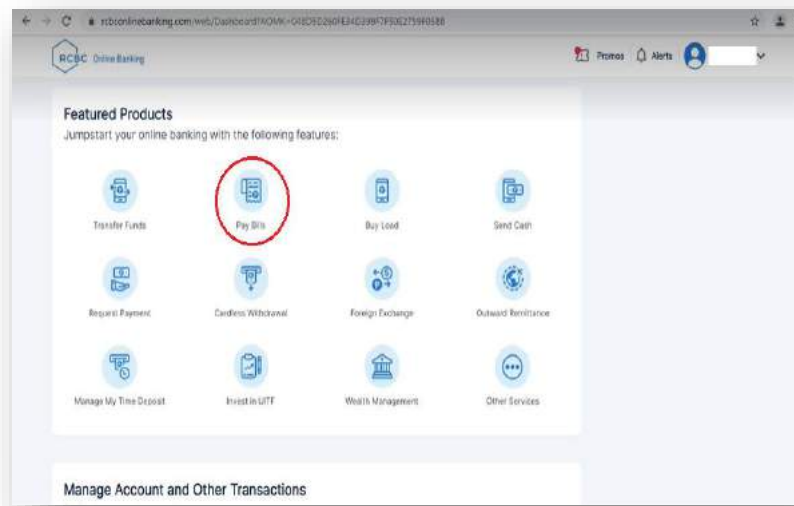 RCBC Online Banking
Promos Alerts
Featured Products
Jumpstart your online banking with the following features:
Transfer Funds Pay Bills Buy Load Send Cash
Request Payment Cardless Withdrawal Foreign Exchange Outward Remittance
Manage My Time Deposit Invest in UITF Wealth Management Other Services
Manage Account and Other Transactions